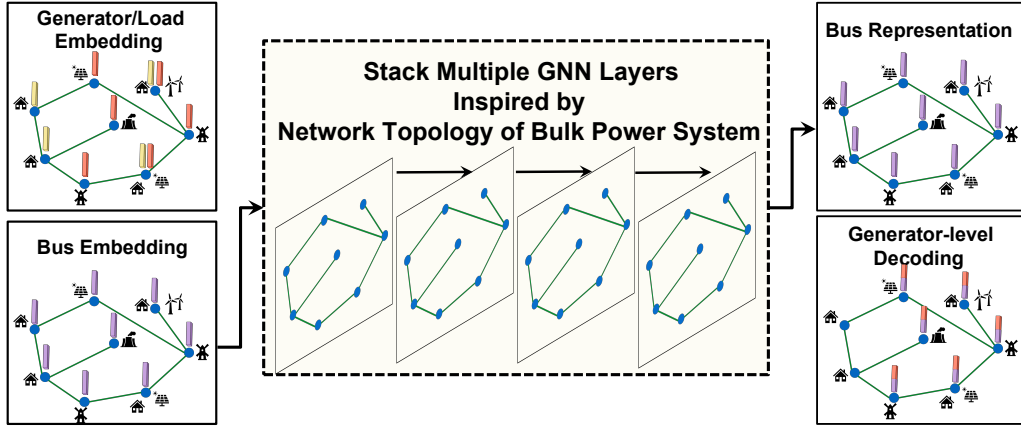 Generator/Load
Embedding
Bus Embedding
Stack Multiple GNN Layers
Inspired by
Network Topology of Bulk Power System
Bus Representation
Generator-level
Decoding